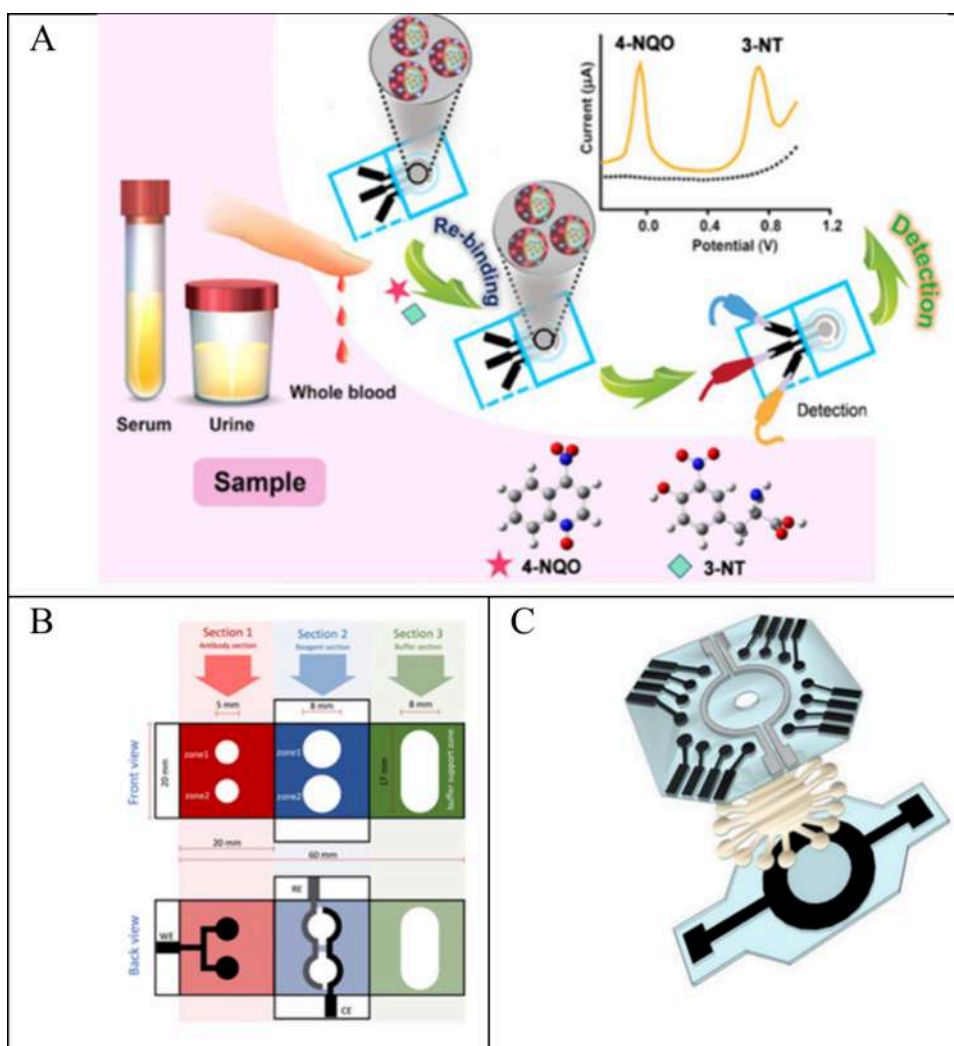 A
4-NQO
3-NT
Current (µA)
0.0
0.4
0.8
1.2
Potential (V)
Re-binding
Detection
Whole blood
Serum
Urine
Detection
Sample
4-NQO
3-NT
B
Section 1
Antibody section
Section 2
Reagent section
Section 3
Buffer section
5 mm
8 mm
8 mm
Front view
20 mm
zone1
zone2
zone1
zone2
17 mm
buffer support zone
20 mm
60 mm
Back view
RE
WE
CE
C